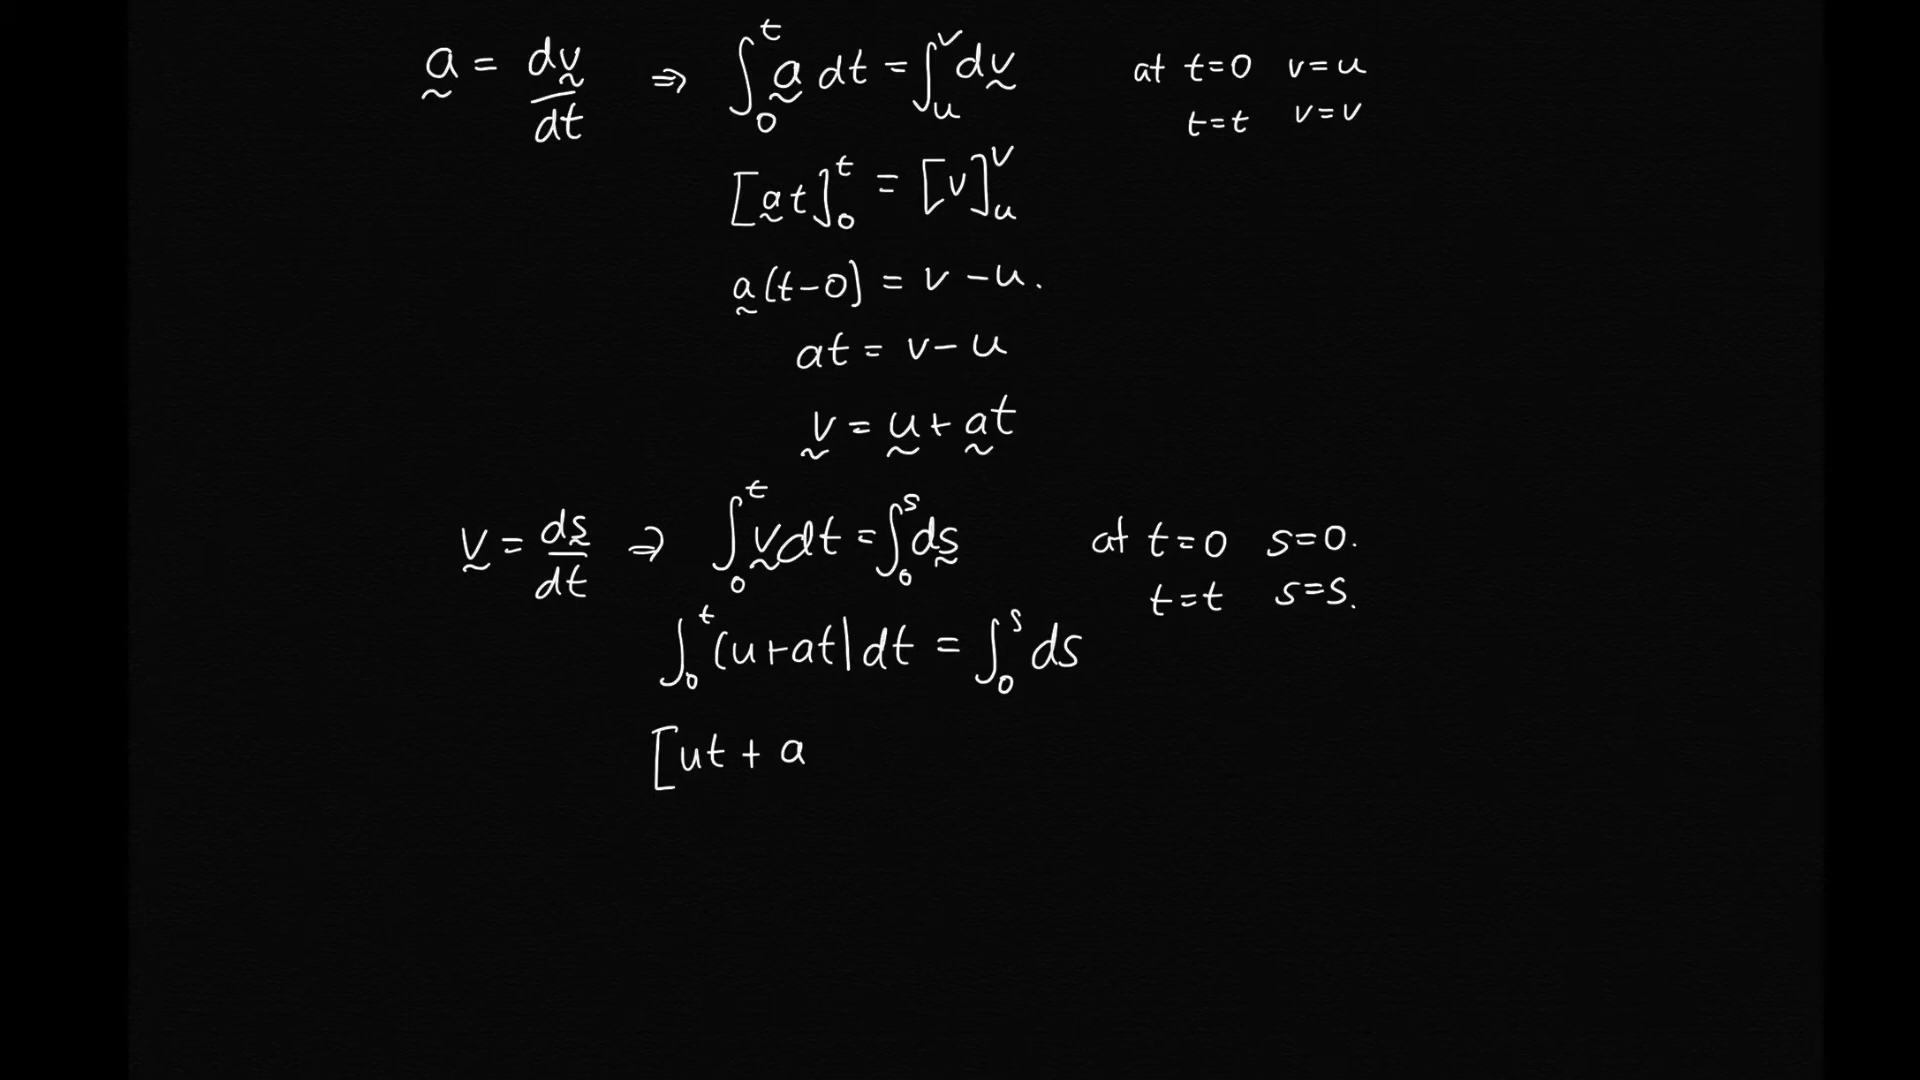 a = dv/dt ⇒ ∫₀ᵗ a dt = ∫ᵤᵛ dv at t=0 v=u
t=t v=v
[at]₀ᵗ = [v]ᵤᵛ
a(t-0) = v - u.
at = v - u
v = u + at
v = ds/dt ⇒ ∫₀ᵗ v dt = ∫₀ˢ ds at t=0 s=0.
t=t s=s.
∫₀ᵗ (u+at) dt = ∫₀ˢ ds
[ut + a